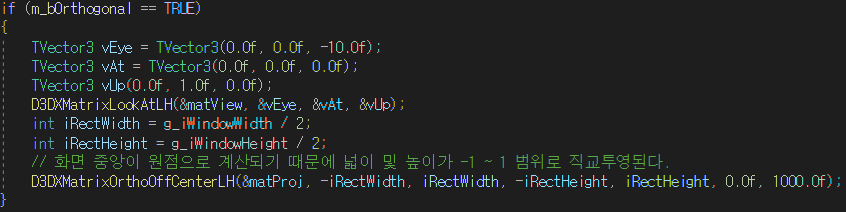 if (m_bOrthogonal == TRUE)
{
TVector3 vEye = TVector3(0.0f, 0.0f, -10.0f);
TVector3 vAt = TVector3(0.0f, 0.0f, 0.0f);
TVector3 vUp(0.0f, 1.0f, 0.0f);
D3DXMatrixLookAtLH(&matView, &vEye, &vAt, &vUp);
int iRectWidth = g_iWindowWidth / 2;
int iRectHeight = g_iWindowHeight / 2;
// 화면 중앙이 원점으로 계산되기 때문에 넓이 및 높이가 -1 ~ 1 범위로 직교투영된다.
D3DXMatrixOrthoOffCenterLH(&matProj, -iRectWidth, iRectWidth, -iRectHeight, iRectHeight, 0.0f, 1000.0f);
}